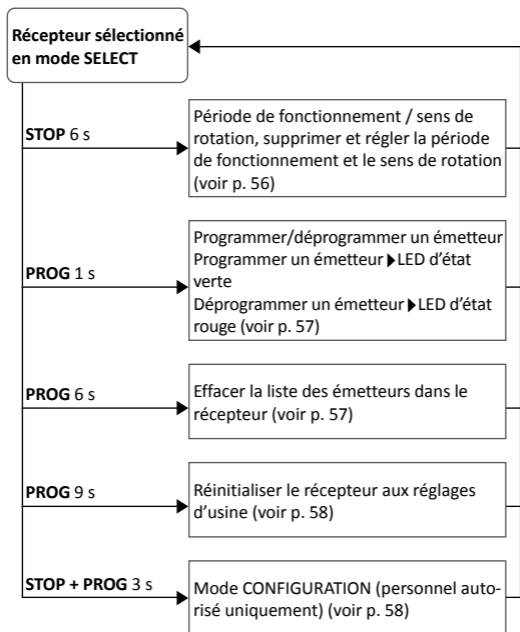 Récepteur sélectionné
en mode SELECT
STOP 6 s
Période de fonctionnement / sens de
rotation, supprimer et régler la période
de fonctionnement et le sens de rotation
(voir p. 56)
PROG 1 s
Programmer/déprogrammer un émetteur
Programmer un émetteur ▶ LED d’état
verte
Déprogrammer un émetteur ▶ LED d’état
rouge (voir p. 57)
PROG 6 s
Effacer la liste des émetteurs dans le
récepteur (voir p. 57)
PROG 9 s
Réinitialiser le récepteur aux réglages
d’usine (voir p. 58)
STOP + PROG 3 s
Mode CONFIGURATION (personnel auto-
risé uniquement) (voir p. 58)